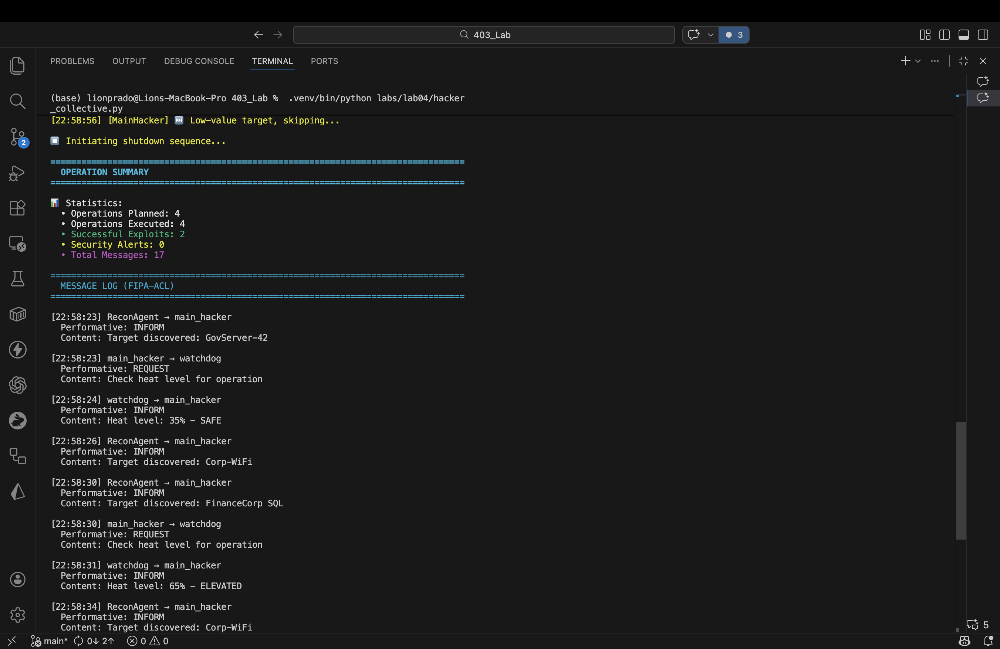 403_Lab
3
PROBLEMS OUTPUT DEBUG CONSOLE TERMINAL PORTS
(base) lionprado@Lions-MacBook-Pro 403_Lab % .venv/bin/python labs/lab04/hacker
_collective.py
[22:58:56] [MainHacker] ⏭ Low-value target, skipping...
⏹ Initiating shutdown sequence...
================================================================================
OPERATION SUMMARY
================================================================================
📊 Statistics:
• Operations Planned: 4
• Operations Executed: 4
• Successful Exploits: 2
• Security Alerts: 0
• Total Messages: 17
================================================================================
MESSAGE LOG (FIPA-ACL)
================================================================================
[22:58:23] ReconAgent → main_hacker
Performative: INFORM
Content: Target discovered: GovServer-42
[22:58:23] main_hacker → watchdog
Performative: REQUEST
Content: Check heat level for operation
[22:58:24] watchdog → main_hacker
Performative: INFORM
Content: Heat level: 35% - SAFE
[22:58:26] ReconAgent → main_hacker
Performative: INFORM
Content: Target discovered: Corp-WiFi
[22:58:30] ReconAgent → main_hacker
Performative: INFORM
Content: Target discovered: FinanceCorp SQL
[22:58:30] main_hacker → watchdog
Performative: REQUEST
Content: Check heat level for operation
[22:58:31] watchdog → main_hacker
Performative: INFORM
Content: Heat level: 65% - ELEVATED
[22:58:34] ReconAgent → main_hacker
Performative: INFORM
Content: Target discovered: Corp-WiFi
2
5
main* 0↓ 2↑ 0 0